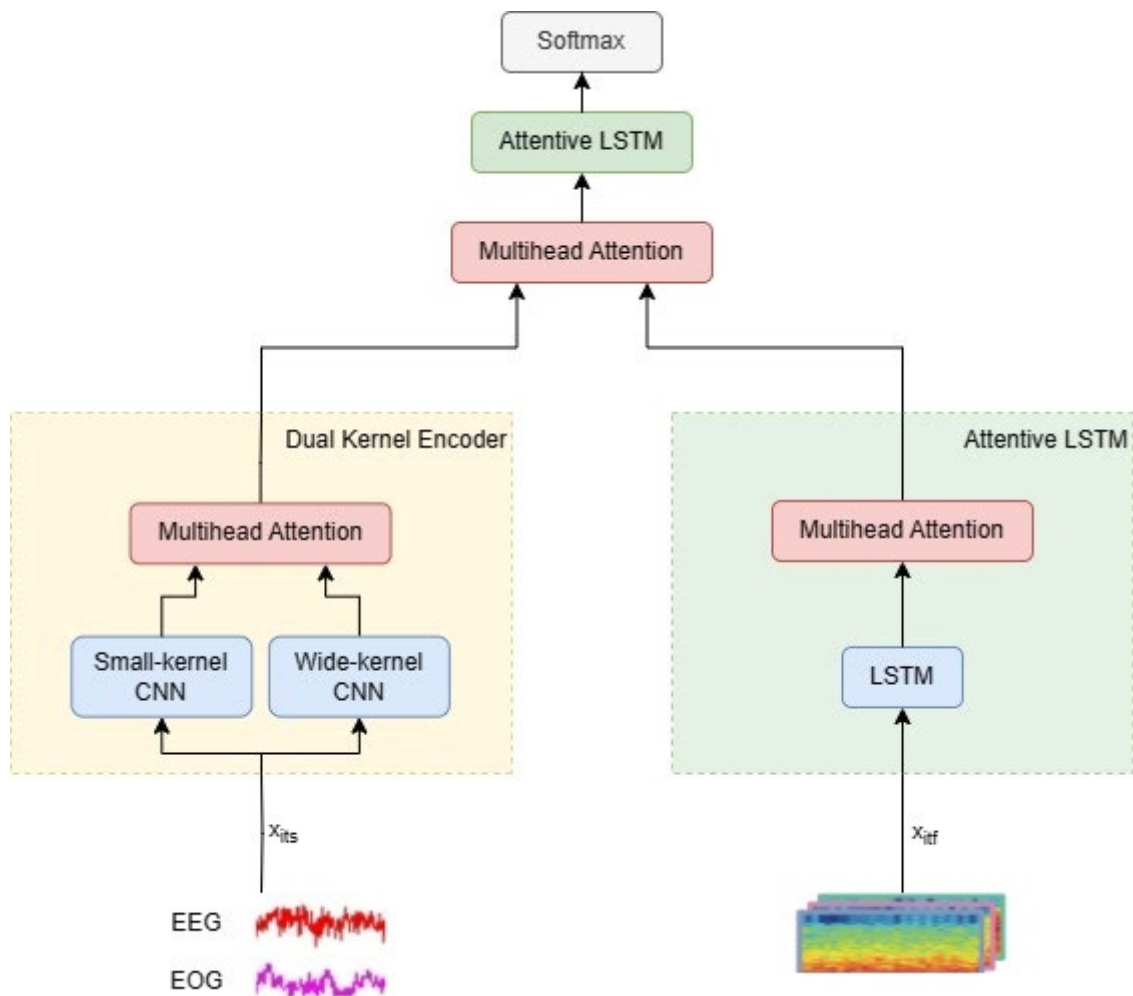 Softmax
Attentive LSTM
Multihead Attention
Dual Kernel Encoder
Multihead Attention
Small-kernel
CNN
Wide-kernel
CNN
x_its
EEG
EOG
Attentive LSTM
Multihead Attention
LSTM
x_itf